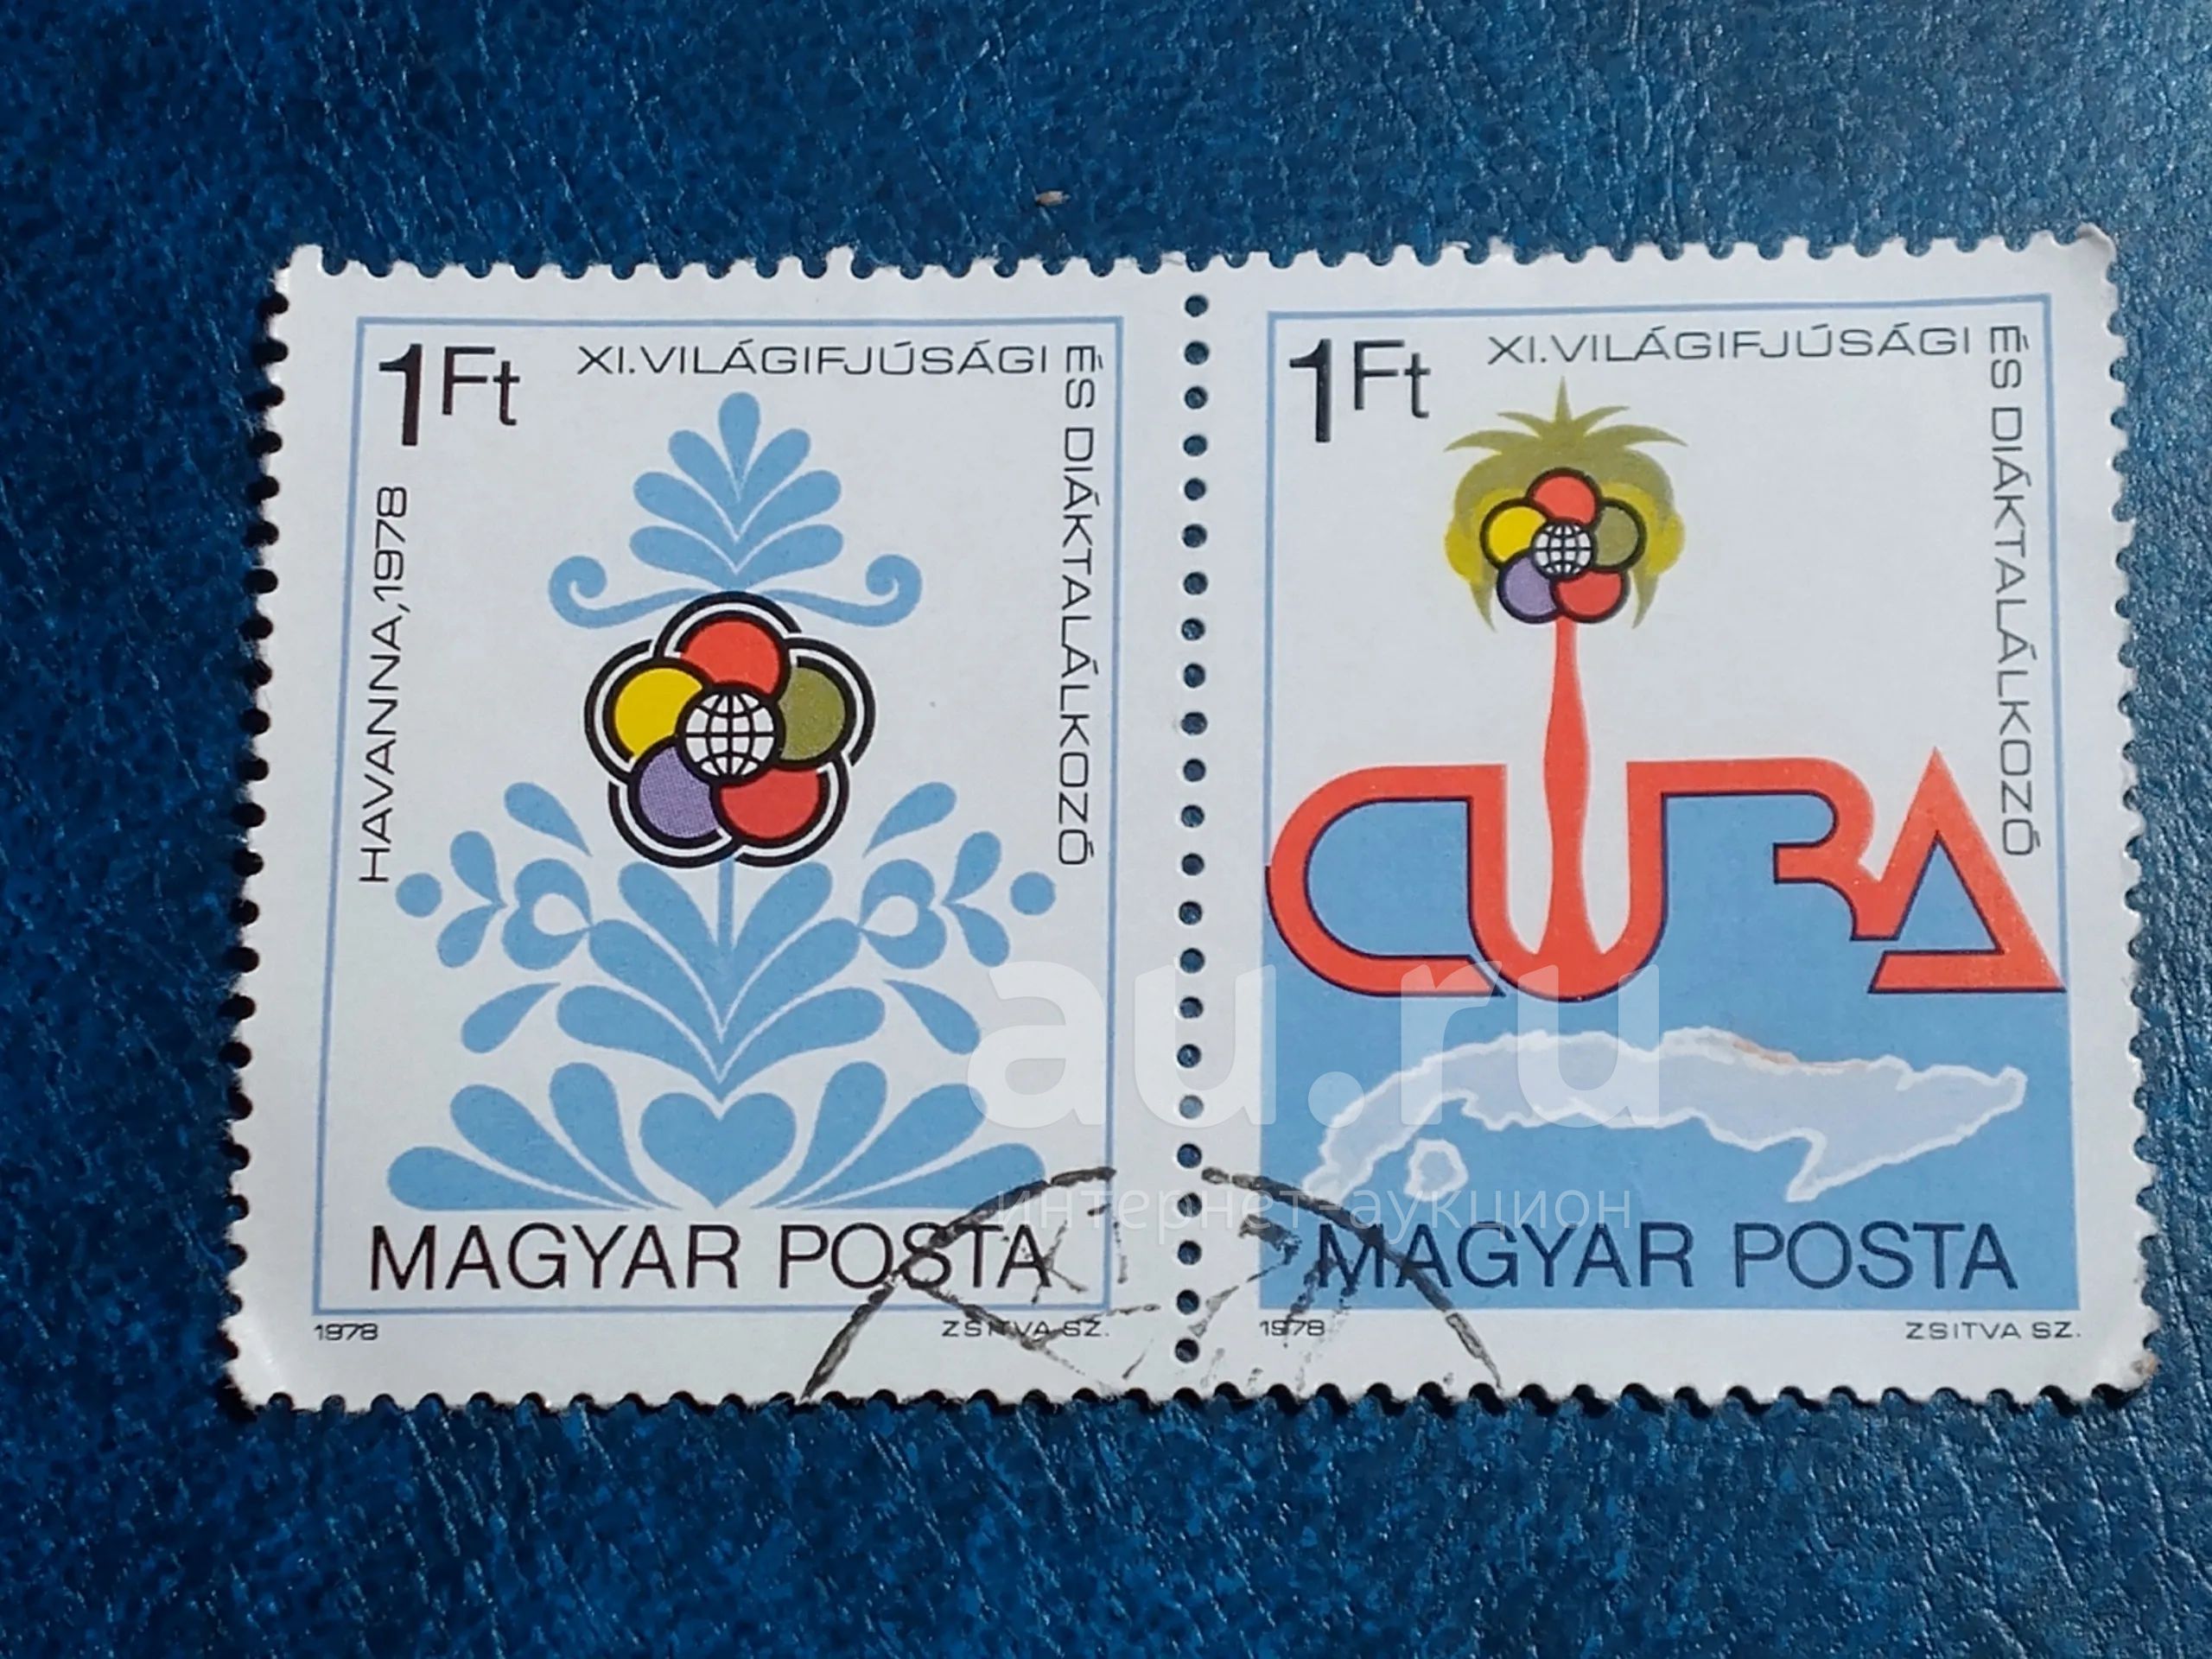 1Ft
XI.VILÁGIFJÚSÁGI
ÉS DIÁKTALÁLKOZÓ
HAVANNA,1978
MAGYAR POSTA
1978
ZSITVA SZ.
1Ft
XI.VILÁGIFJÚSÁGI
ÉS DIÁKTALÁLKOZÓ
CUBA
MAGYAR POSTA
1978
ZSITVA SZ.
au.ru
интернет-аукцион